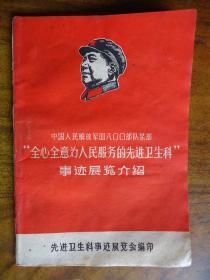 中国人民解放军四八〇〇部队某部
“全心全意为人民服务的先进卫生科”
事迹展览介绍
先进卫生科事迹展览会编印